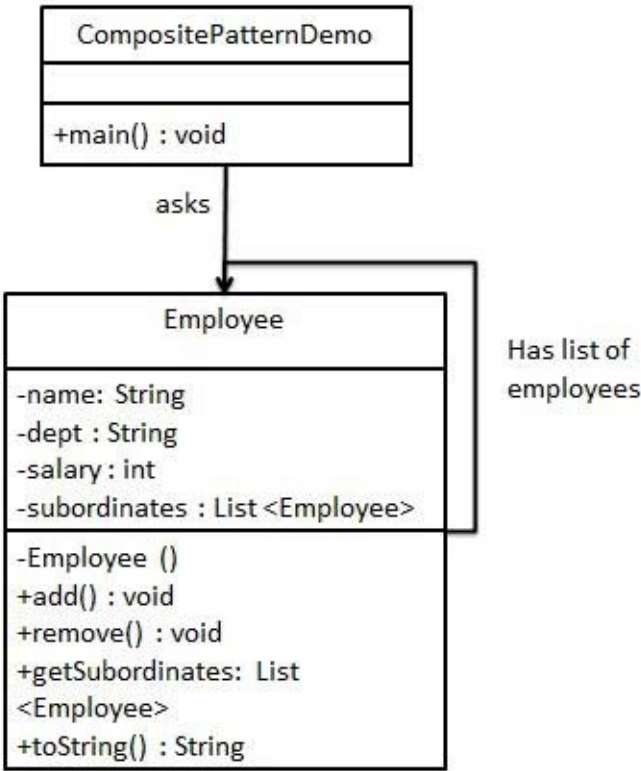 CompositePatternDemo
+main() : void
asks
Employee
Has list of
employees
-name: String
-dept : String
-salary : int
-subordinates : List <Employee>
-Employee ()
+add() : void
+remove() : void
+getSubordinates: List
<Employee>
+toString() : String